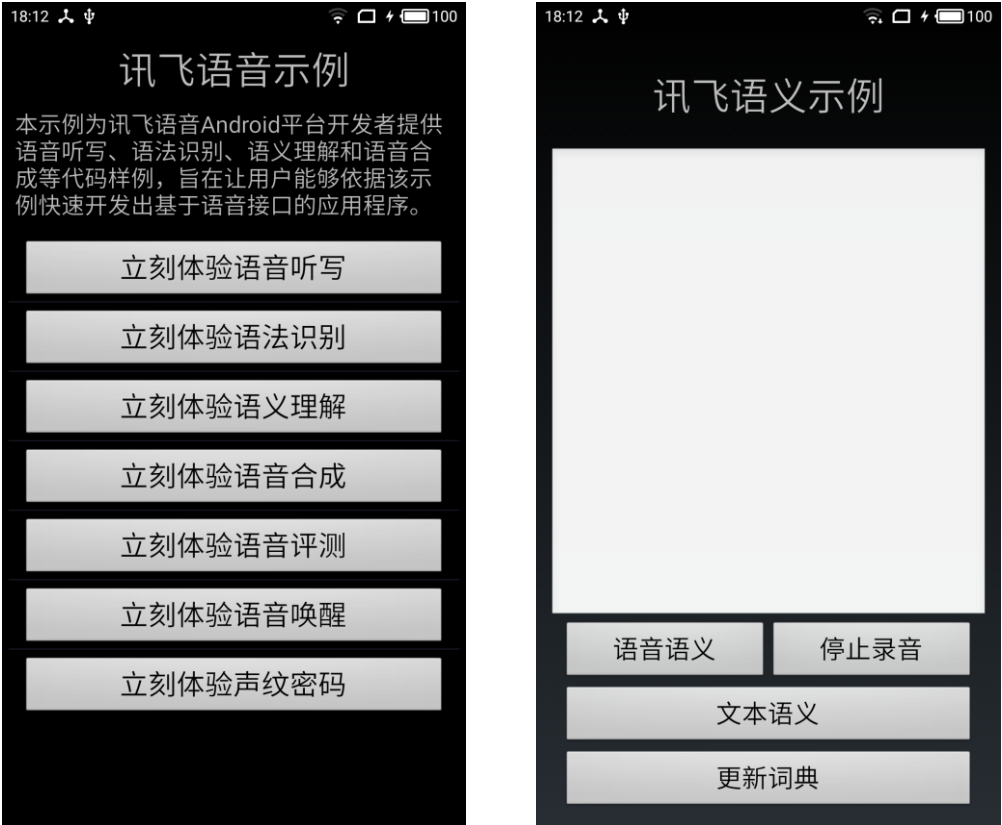 18:12 100
讯飞语音示例
本示例为讯飞语音Android平台开发者提供
语音听写、语法识别、语义理解和语音合
成等代码样例，旨在让用户能够依据该示
例快速开发出基于语音接口的应用程序。
立刻体验语音听写
立刻体验语法识别
立刻体验语义理解
立刻体验语音合成
立刻体验语音评测
立刻体验语音唤醒
立刻体验声纹密码
18:12 100
讯飞语义示例
语音语义 停止录音
文本语义
更新词典